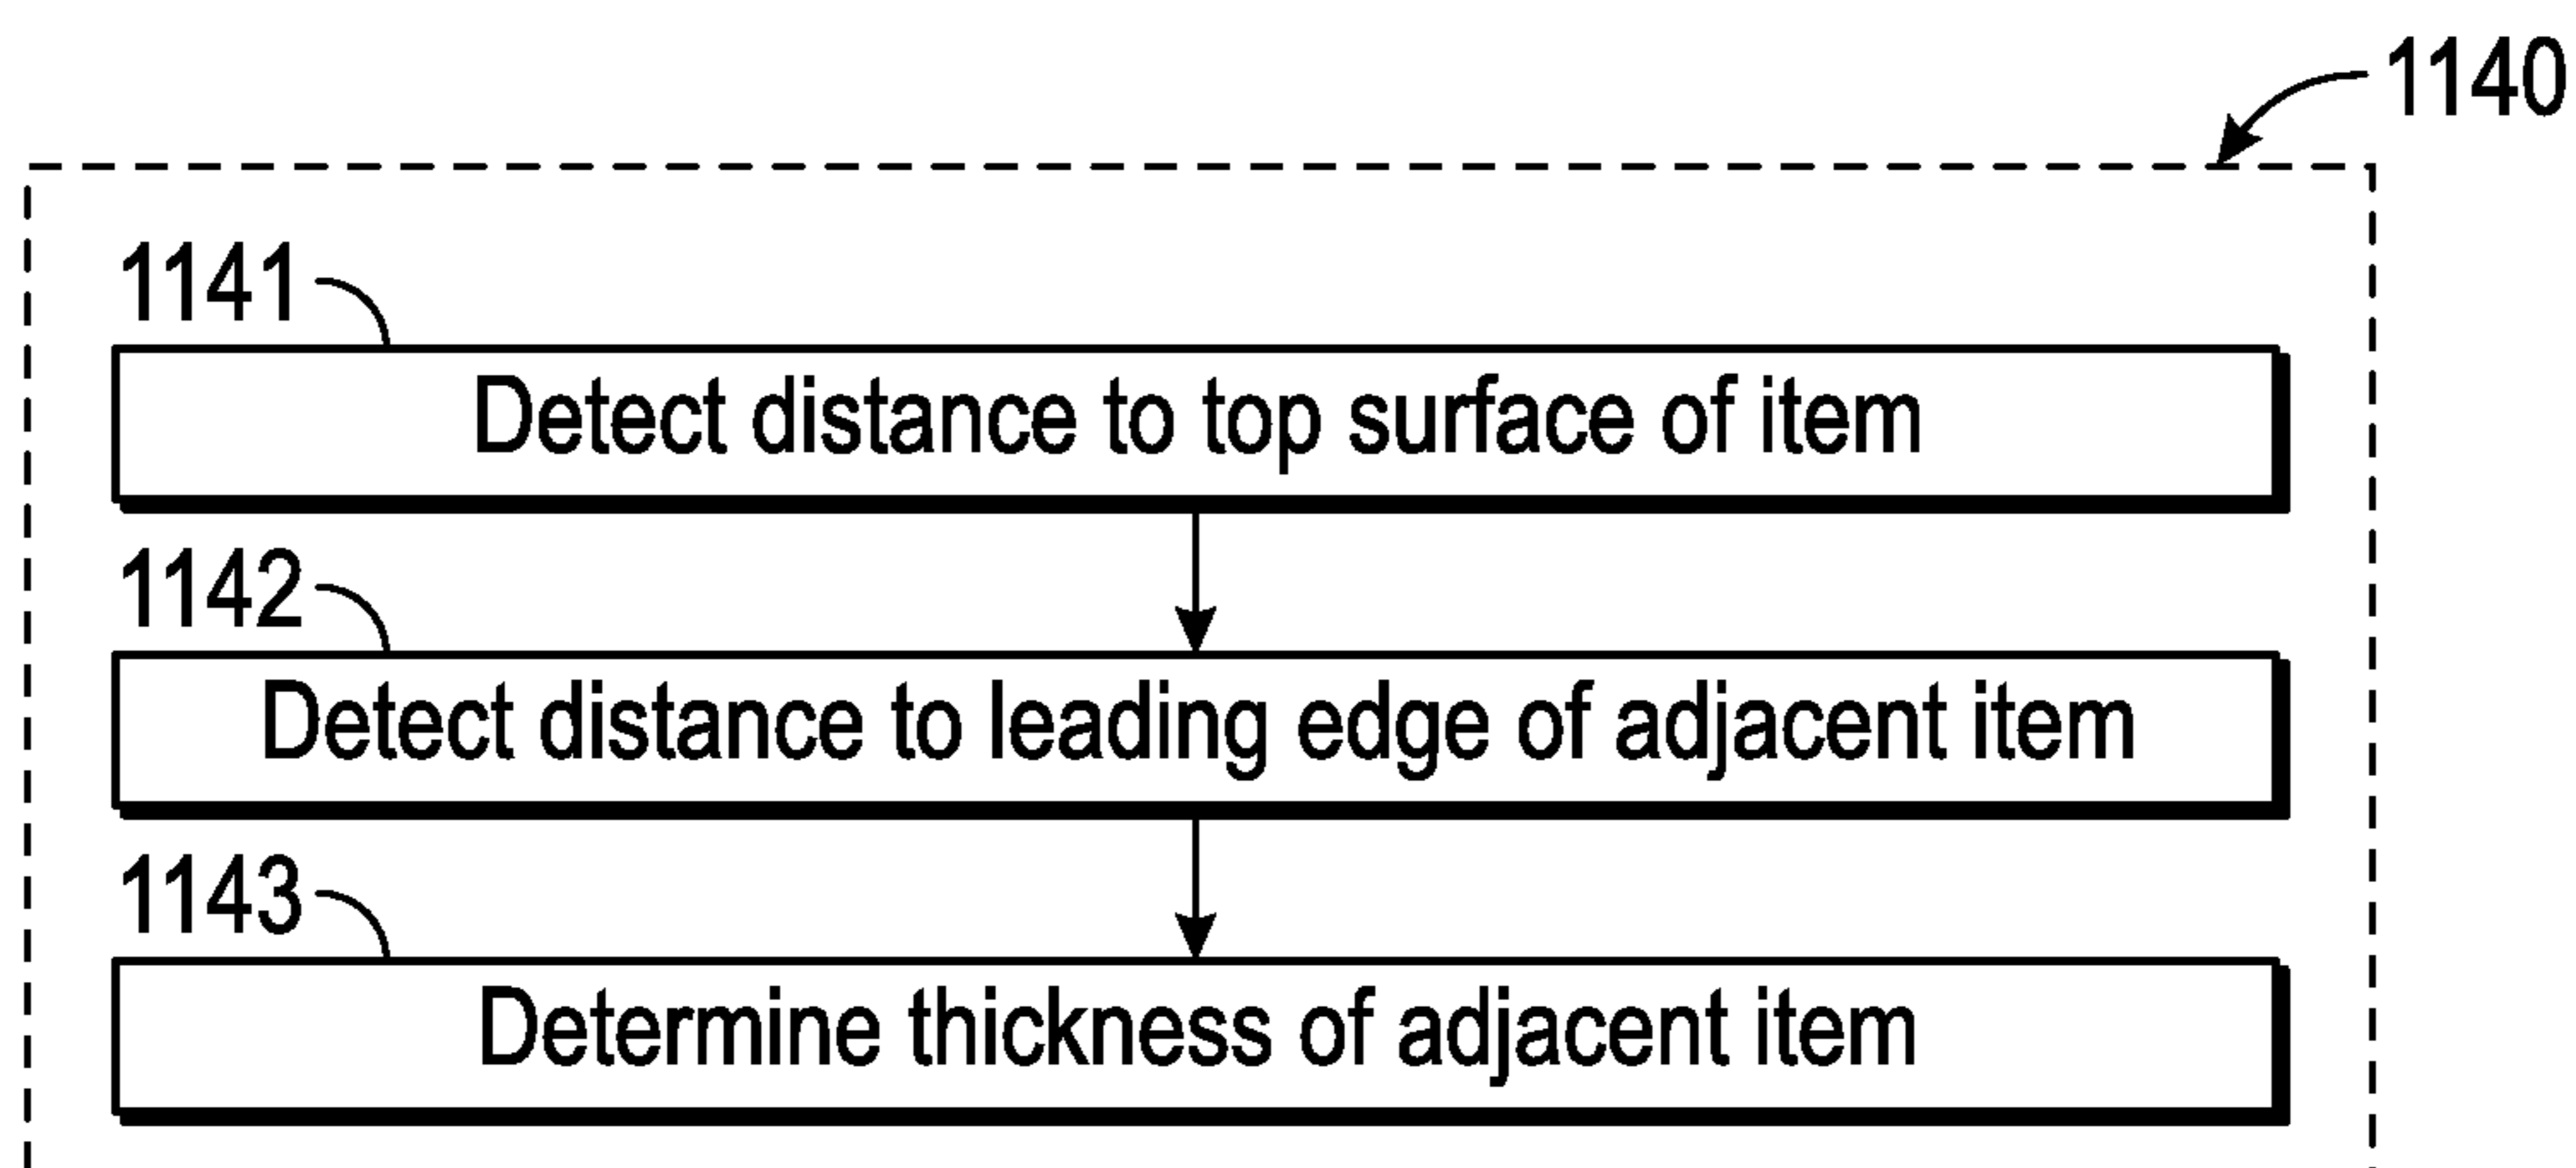 1140
1141
Detect distance to top surface of item
1142
Detect distance to leading edge of adjacent item
1143
Determine thickness of adjacent item